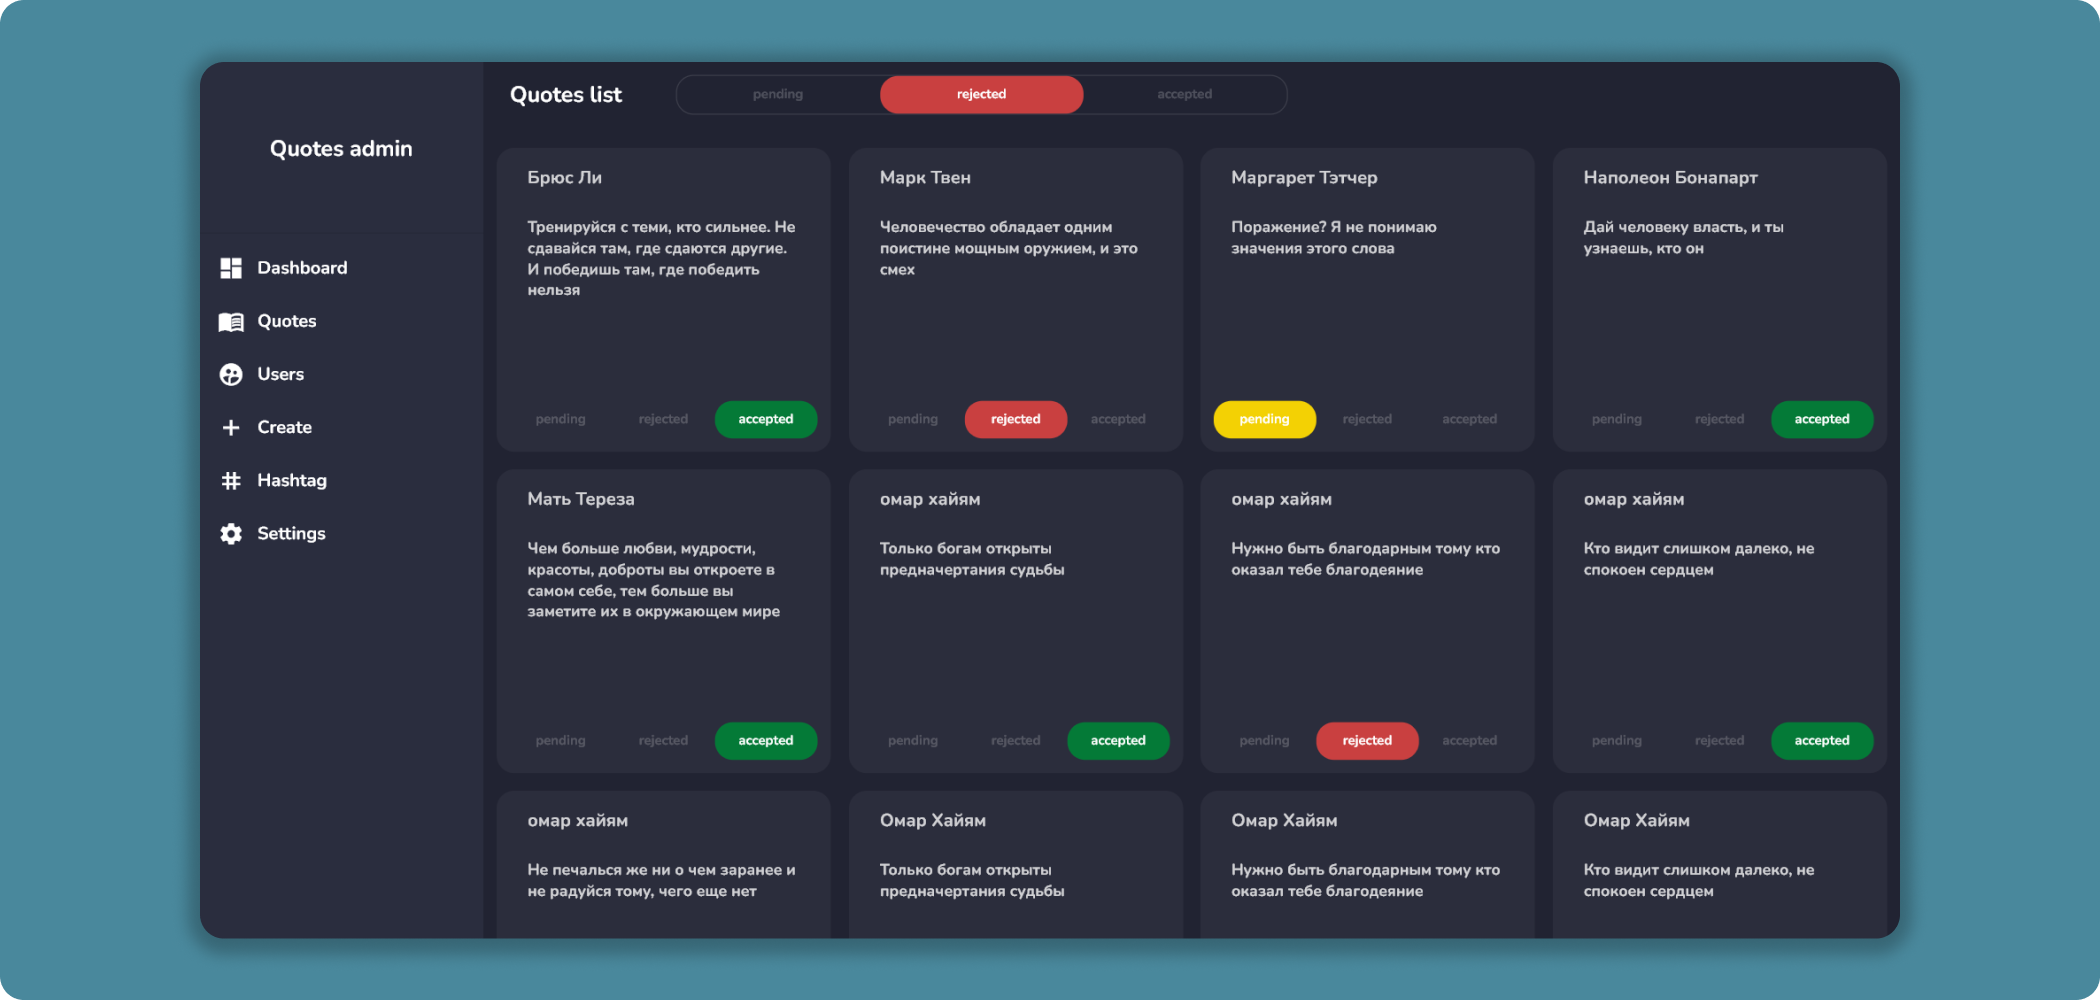 Quotes admin
Dashboard
Quotes
Users
Create
Hashtag
Settings
Quotes list
pending
rejected
accepted
Брюс Ли
Тренируйся с теми, кто сильнее. Не
сдавайся там, где сдаются другие.
И победишь там, где победить
нельзя
pending
rejected
accepted
Марк Твен
Человечество обладает одним
поистине мощным оружием, и это
смех
pending
rejected
accepted
Маргарет Тэтчер
Поражение? Я не понимаю
значения этого слова
pending
rejected
accepted
Наполеон Бонапарт
Дай человеку власть, и ты
узнаешь, кто он
pending
rejected
accepted
Мать Тереза
Чем больше любви, мудрости,
красоты, доброты вы откроете в
самом себе, тем больше вы
заметите их в окружающем мире
pending
rejected
accepted
омар хайям
Только богам открыты
предначертания судьбы
pending
rejected
accepted
омар хайям
Нужно быть благодарным тому кто
оказал тебе благодеяние
pending
rejected
accepted
омар хайям
Кто видит слишком далеко, не
спокоен сердцем
pending
rejected
accepted
омар хайям
Не печалься же ни о чем заранее и
не радуйся тому, чего еще нет
Омар Хайям
Только богам открыты
предначертания судьбы
Омар Хайям
Нужно быть благодарным тому кто
оказал тебе благодеяние
Омар Хайям
Кто видит слишком далеко, не
спокоен сердцем